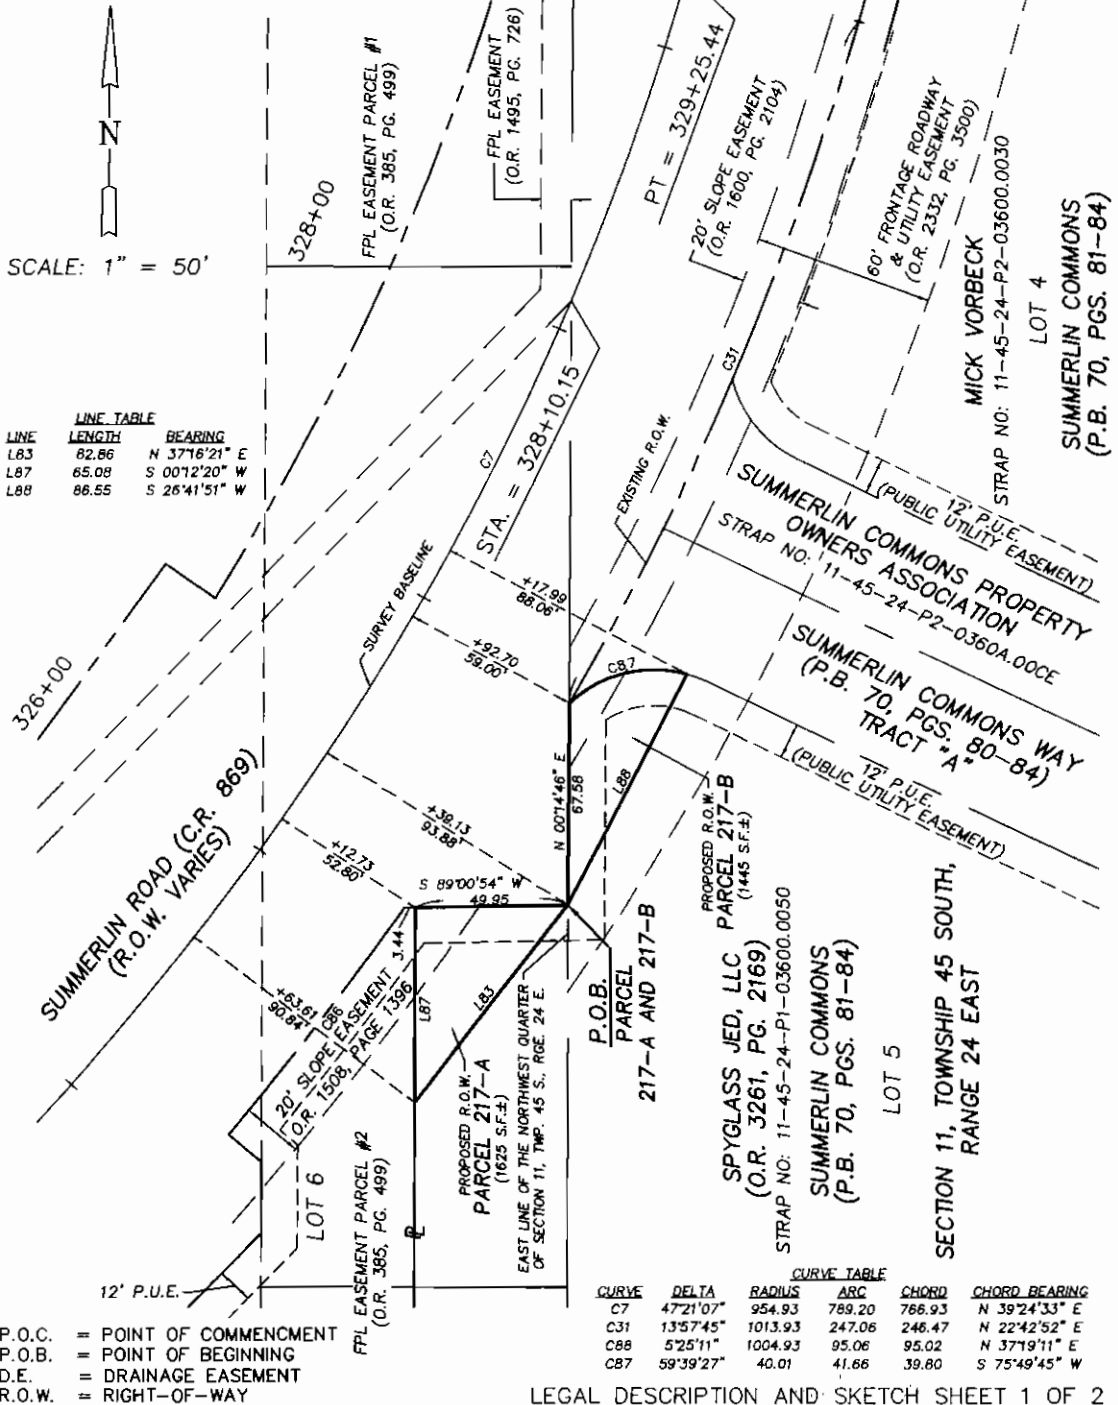 N
SCALE: 1" = 50'
328+00
FPL EASEMENT PARCEL #1
(O.R. 385, PG. 499)
FPL EASEMENT
(O.R. 1495, PG. 726)
PT = 329+25.44
20' SLOPE EASEMENT
(O.R. 1600, PG. 2104)
60' FRONTAGE ROADWAY
& UTILITY EASEMENT
(O.R. 2332, PG. 3500)
MICK VORBECK
STRAP NO: 11-45-24-P2-03600.0030
LOT 4
SUMMERLIN COMMONS
(P.B. 70, PGS. 81-84)
LINE TABLE
LINE LENGTH BEARING
L83 82.86 N 37°16'21" E
L87 65.08 S 00°12'20" W
L88 86.55 S 26°41'51" W
C7
STA. = 328+10.15
C31
EXISTING R.O.W.
SURVEY BASELINE
326+00
12' P.U.E.
(PUBLIC UTILITY EASEMENT)
SUMMERLIN COMMONS PROPERTY
OWNERS ASSOCIATION
STRAP NO: 11-45-24-P2-0360A.00CE
SUMMERLIN COMMONS WAY
(P.B. 70, PGS. 80-84)
TRACT "A"
12' P.U.E.
(PUBLIC UTILITY EASEMENT)
+17.99
88.06'
+92.70
59.00'
C87
N 00°14'46" E
67.58
L88
+39.13
93.88'
+12.73
52.80'
S 89°00'54" W
49.95
3.44
SUMMERLIN ROAD (C.R. 869)
(R.O.W. VARIES)
+63.61
90.84'
C86
20' SLOPE EASEMENT
O.R. 1508, PAGE 1396
L87
L83
PROPOSED R.O.W.
PARCEL 217-B
(1445 S.F.±)
P.O.B.
PARCEL
217-A AND 217-B
PROPOSED R.O.W.
PARCEL 217-A
(1625 S.F.±)
EAST LINE OF THE NORTHWEST QUARTER
OF SECTION 11, TWP. 45 S., RGE. 24 E.
SPYGLASS JED, LLC
(O.R. 3261, PG. 2169)
STRAP NO: 11-45-24-P1-03600.0050
SUMMERLIN COMMONS
(P.B. 70, PGS. 81-84)
LOT 5
SECTION 11, TOWNSHIP 45 SOUTH,
RANGE 24 EAST
LOT 6
FPL EASEMENT PARCEL #2
(O.R. 385, PG. 499)
PL
12' P.U.E.
CURVE TABLE
CURVE DELTA RADIUS ARC CHORD CHORD BEARING
C7 47°21'07" 954.93 789.20 766.93 N 39°24'33" E
C31 13°57'45" 1013.93 247.06 246.47 N 22°42'52" E
C88 5°25'11" 1004.93 95.06 95.02 N 37°19'11" E
C87 59°39'27" 40.01 41.66 39.80 S 75°49'45" W
P.O.C. = POINT OF COMMENCMENT
P.O.B. = POINT OF BEGINNING
D.E. = DRAINAGE EASEMENT
R.O.W. = RIGHT-OF-WAY
LEGAL DESCRIPTION AND SKETCH SHEET 1 OF 2